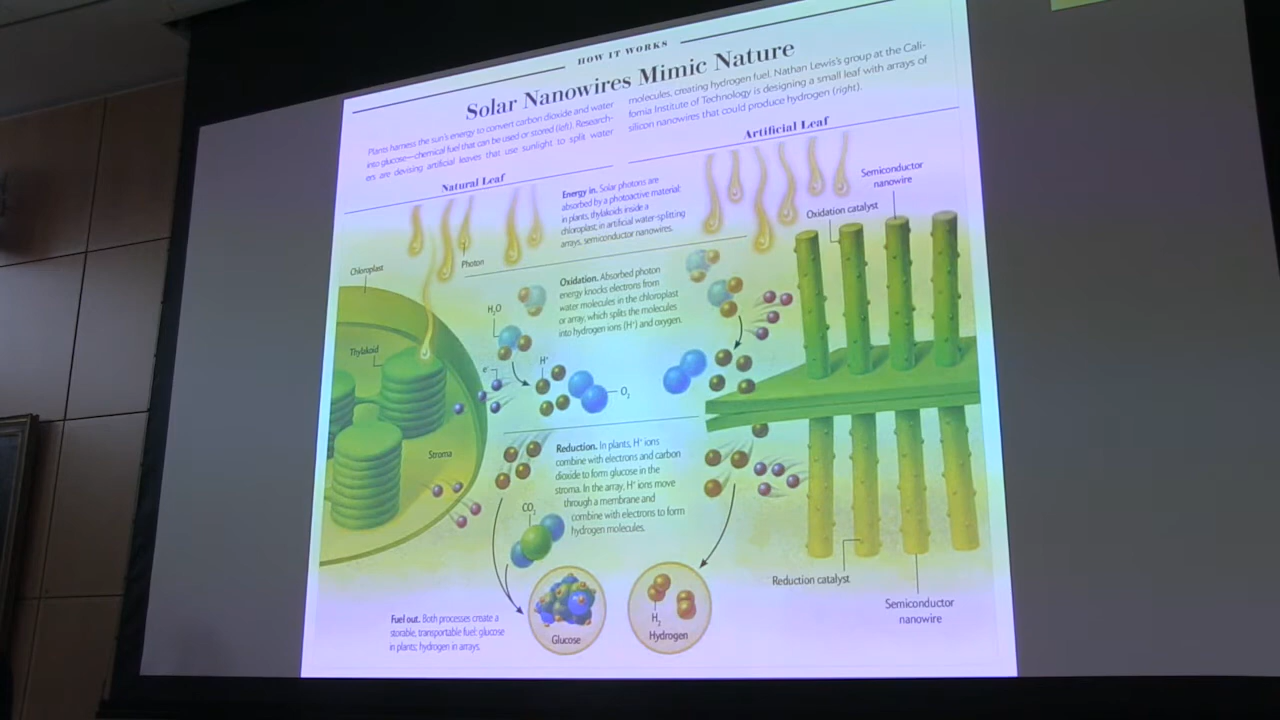 HOW IT WORKS
Solar Nanowires Mimic Nature
Plants harness the sun's energy to convert carbon dioxide and water
into glucose—chemical fuel that can be used or stored (left). Research-
ers are devising artificial leaves that use sunlight to split water
molecules, creating hydrogen fuel. Nathan Lewis's group at the Cali-
fornia Institute of Technology is designing a small leaf with arrays of
silicon nanowires that could produce hydrogen (right).
Natural Leaf
Artificial Leaf
Energy in. Solar photons are
absorbed by a photoactive material:
in plants, thylakoids inside a
chloroplast; in artificial water-splitting
arrays, semiconductor nanowires.
Semiconductor
nanowire
Oxidation catalyst
Chloroplast
Photon
Oxidation. Absorbed photon
energy knocks electrons from
water molecules in the chloroplast
or array, which splits the molecules
into hydrogen ions (H⁺) and oxygen.
H₂O
Thylakoid
e⁻
H⁺
O₂
Stroma
Reduction. In plants, H⁺ ions
combine with electrons and carbon
dioxide to form glucose in the
stroma. In the array, H⁺ ions move
through a membrane and
combine with electrons to form
hydrogen molecules.
CO₂
Reduction catalyst
Semiconductor
nanowire
Fuel out. Both processes create a
storable, transportable fuel: glucose
in plants; hydrogen in arrays.
Glucose
H₂
Hydrogen